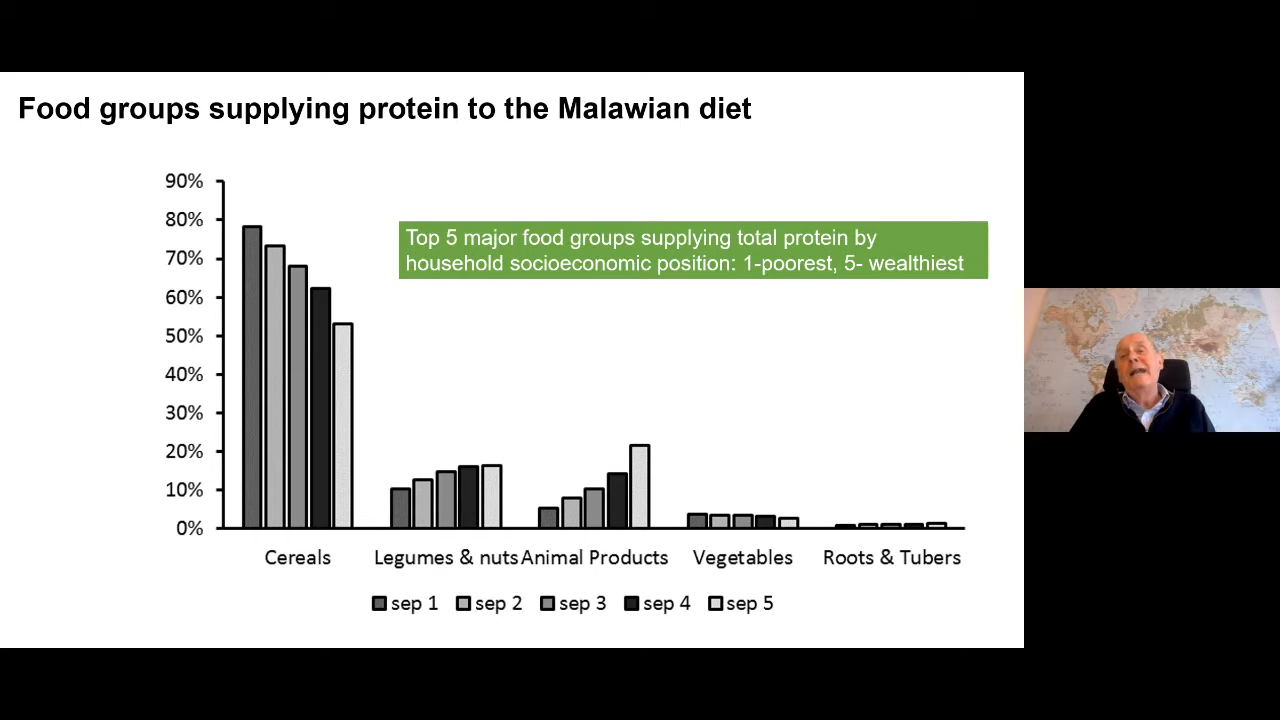 Food groups supplying protein to the Malawian diet
90%
80%
70%
60%
50%
40%
30%
20%
10%
0%
Top 5 major food groups supplying total protein by
household socioeconomic position: 1-poorest, 5- wealthiest
Cereals Legumes & nuts Animal Products Vegetables Roots & Tubers
sep 1 sep 2 sep 3 sep 4 sep 5